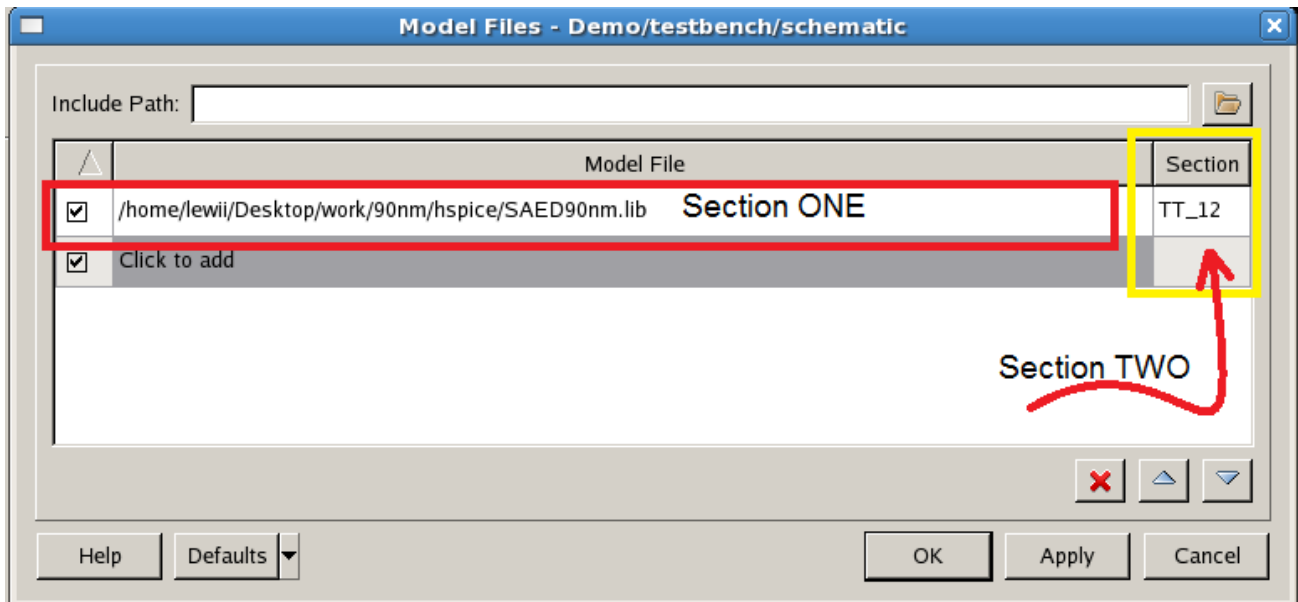 Model Files - Demo/testbench/schematic
Include Path:
Model File Section
/home/lewii/Desktop/work/90nm/hspice/SAED90nm.lib Section ONE TT_12
Click to add
Section TWO
Help Defaults OK Apply Cancel